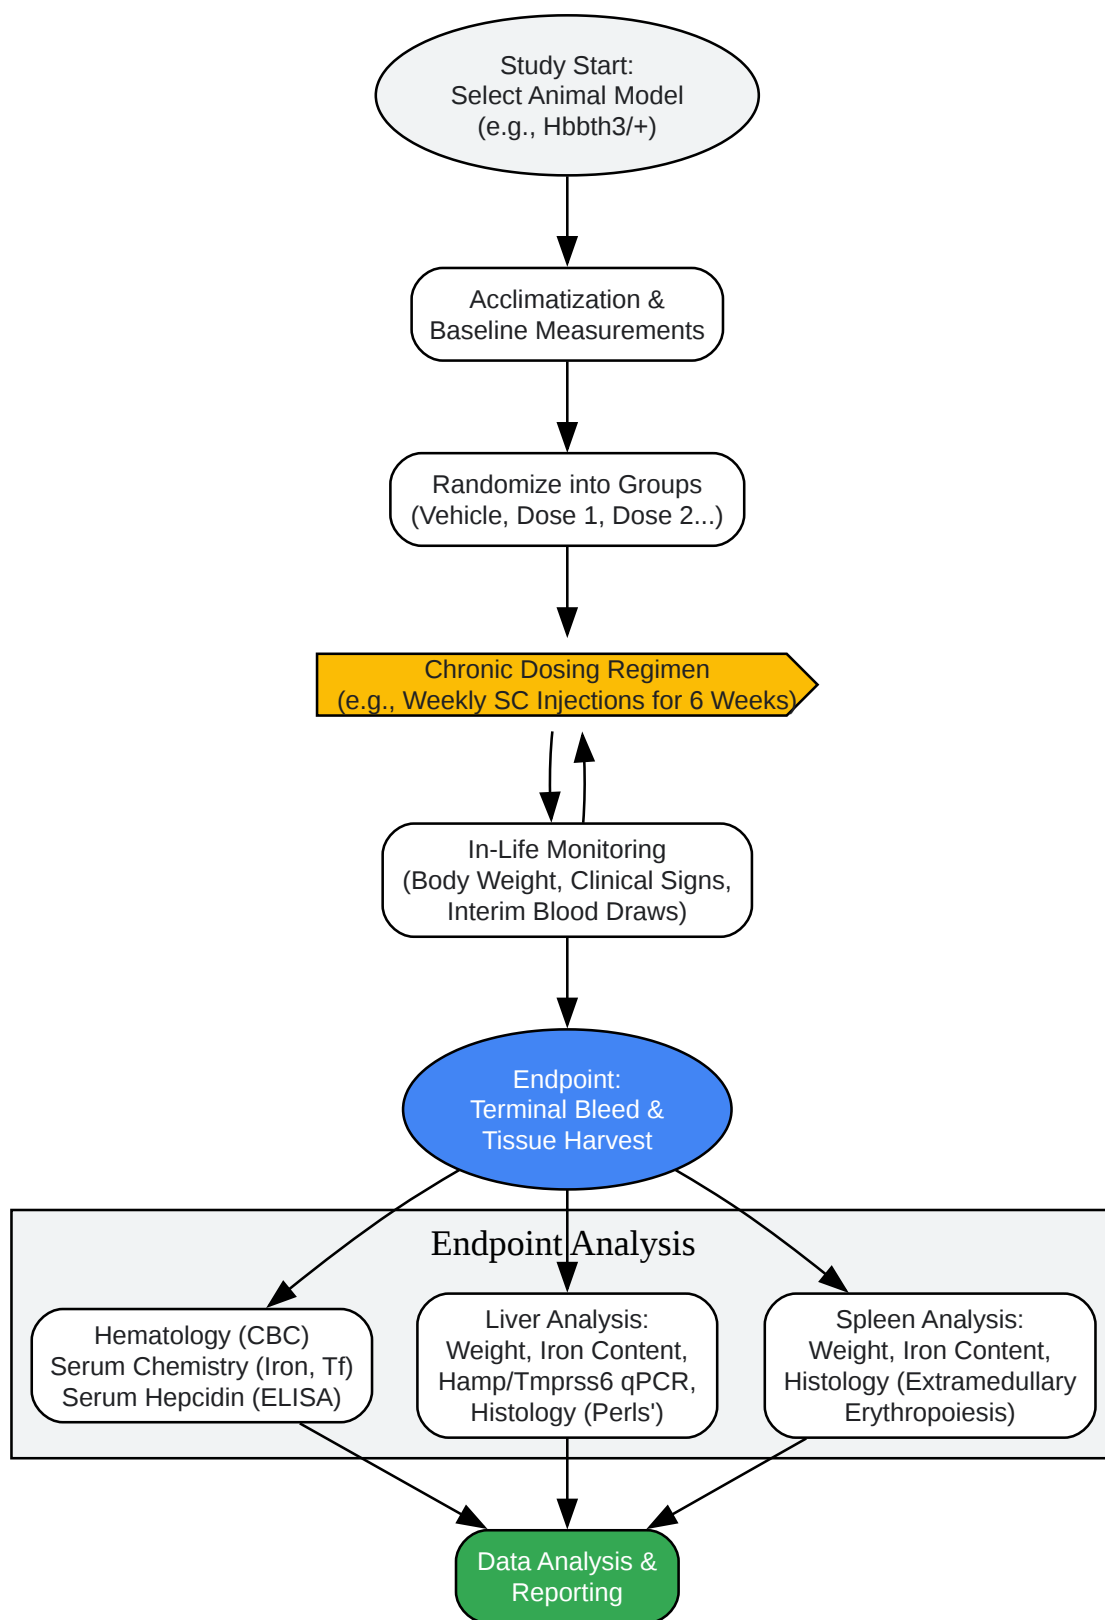 Study Start:
Select Animal Model
(e.g., Hbbth3/+)
Acclimatization &
Baseline Measurements
Randomize into Groups
(Vehicle, Dose 1, Dose 2...)
Chronic Dosing Regimen
(e.g., Weekly SC Injections for 6 Weeks)
In-Life Monitoring
(Body Weight, Clinical Signs,
Interim Blood Draws)
Endpoint:
Terminal Bleed &
Tissue Harvest
Endpoint Analysis
Hematology (CBC)
Serum Chemistry (Iron, Tf)
Serum Hepcidin (ELISA)
Liver Analysis:
Weight, Iron Content,
Hamp/Tmprss6 qPCR,
Histology (Perls')
Spleen Analysis:
Weight, Iron Content,
Histology (Extramedullary
Erythropoiesis)
Data Analysis &
Reporting